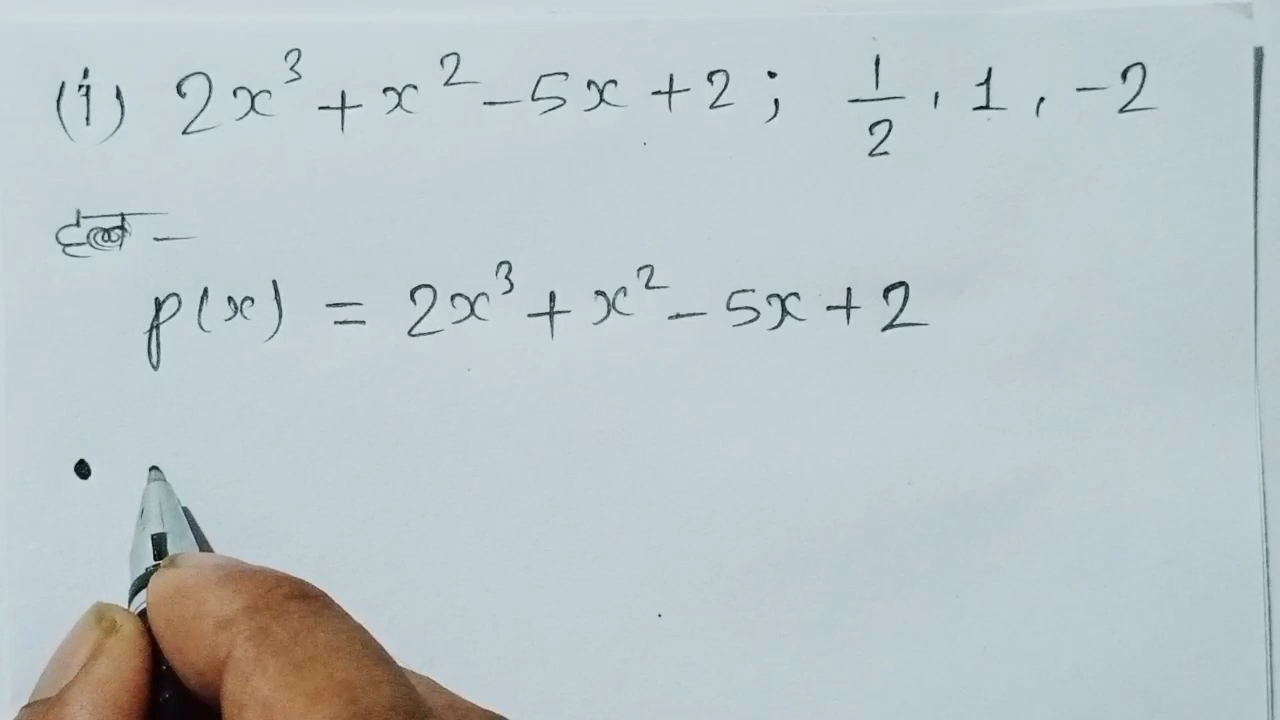 (i) 2x³ + x² - 5x + 2 ; 1/2 , 1 , -2
हल -
p(x) = 2x³ + x² - 5x + 2